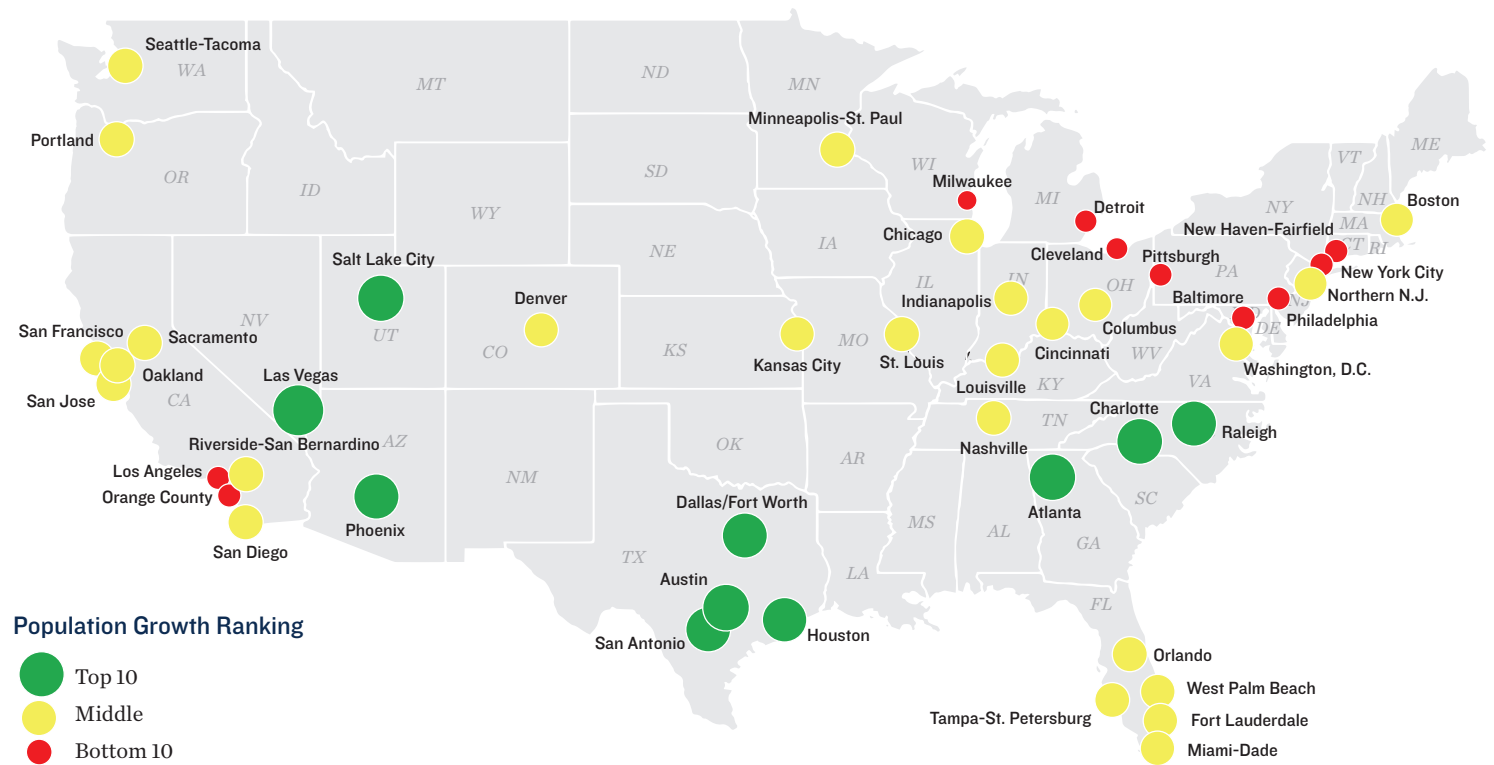 Seattle-Tacoma
WA
MT
ND
MN
Minneapolis-St. Paul
Portland
OR
ID
SD
WI
ME
VT
WY
Milwaukee
MI
Detroit
NH
Boston
NY
MA
New Haven-Fairfield
CT
RI
Chicago
IA
NE
Cleveland
Pittsburgh
PA
New York City
Salt Lake City
IL
IN
OH
Northern N.J.
Denver
Indianapolis
Baltimore
NJ
Philadelphia
San Francisco
Sacramento
NV
UT
CO
KS
MO
Columbus
DE
Kansas City
St. Louis
Cincinnati
WV
Washington, D.C.
Oakland
Las Vegas
Louisville
KY
VA
San Jose
CA
Charlotte
TN
Raleigh
Riverside-San Bernardino
AZ
OK
Nashville
AR
Los Angeles
NM
Orange County
Dallas/Fort Worth
SC
Atlanta
Phoenix
MS
AL
GA
San Diego
TX
LA
Austin
FL
San Antonio
Houston
Population Growth Ranking
Top 10
Middle
Bottom 10
Orlando
West Palm Beach
Tampa-St. Petersburg
Fort Lauderdale
Miami-Dade